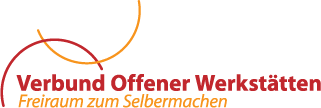 Verbund Offener Werkstätten
Freiraum zum Selbermachen